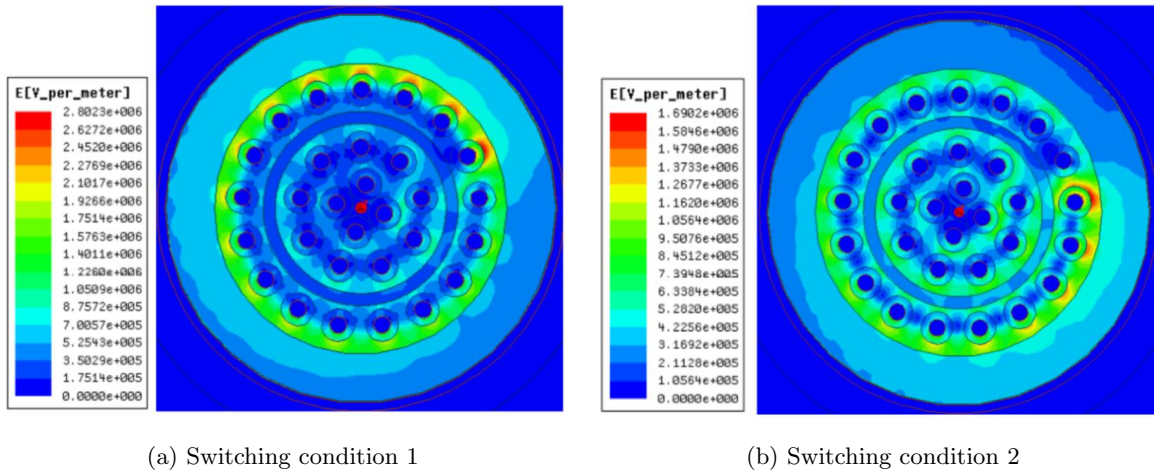 E[V_per_meter]
2.8023e+006
2.6272e+006
2.4520e+006
2.2769e+006
2.1017e+006
1.9266e+006
1.7514e+006
1.5763e+006
1.4011e+006
1.2260e+006
1.0509e+006
8.7572e+005
7.0057e+005
5.2543e+005
3.5029e+005
1.7514e+005
0.0000e+000
(a) Switching condition 1
E[V_per_meter]
1.6902e+006
1.5846e+006
1.4790e+006
1.3733e+006
1.2677e+006
1.1620e+006
1.0564e+006
9.5076e+005
8.4512e+005
7.3948e+005
6.3384e+005
5.2820e+005
4.2256e+005
3.1692e+005
2.1128e+005
1.0564e+005
0.0000e+000
(b) Switching condition 2